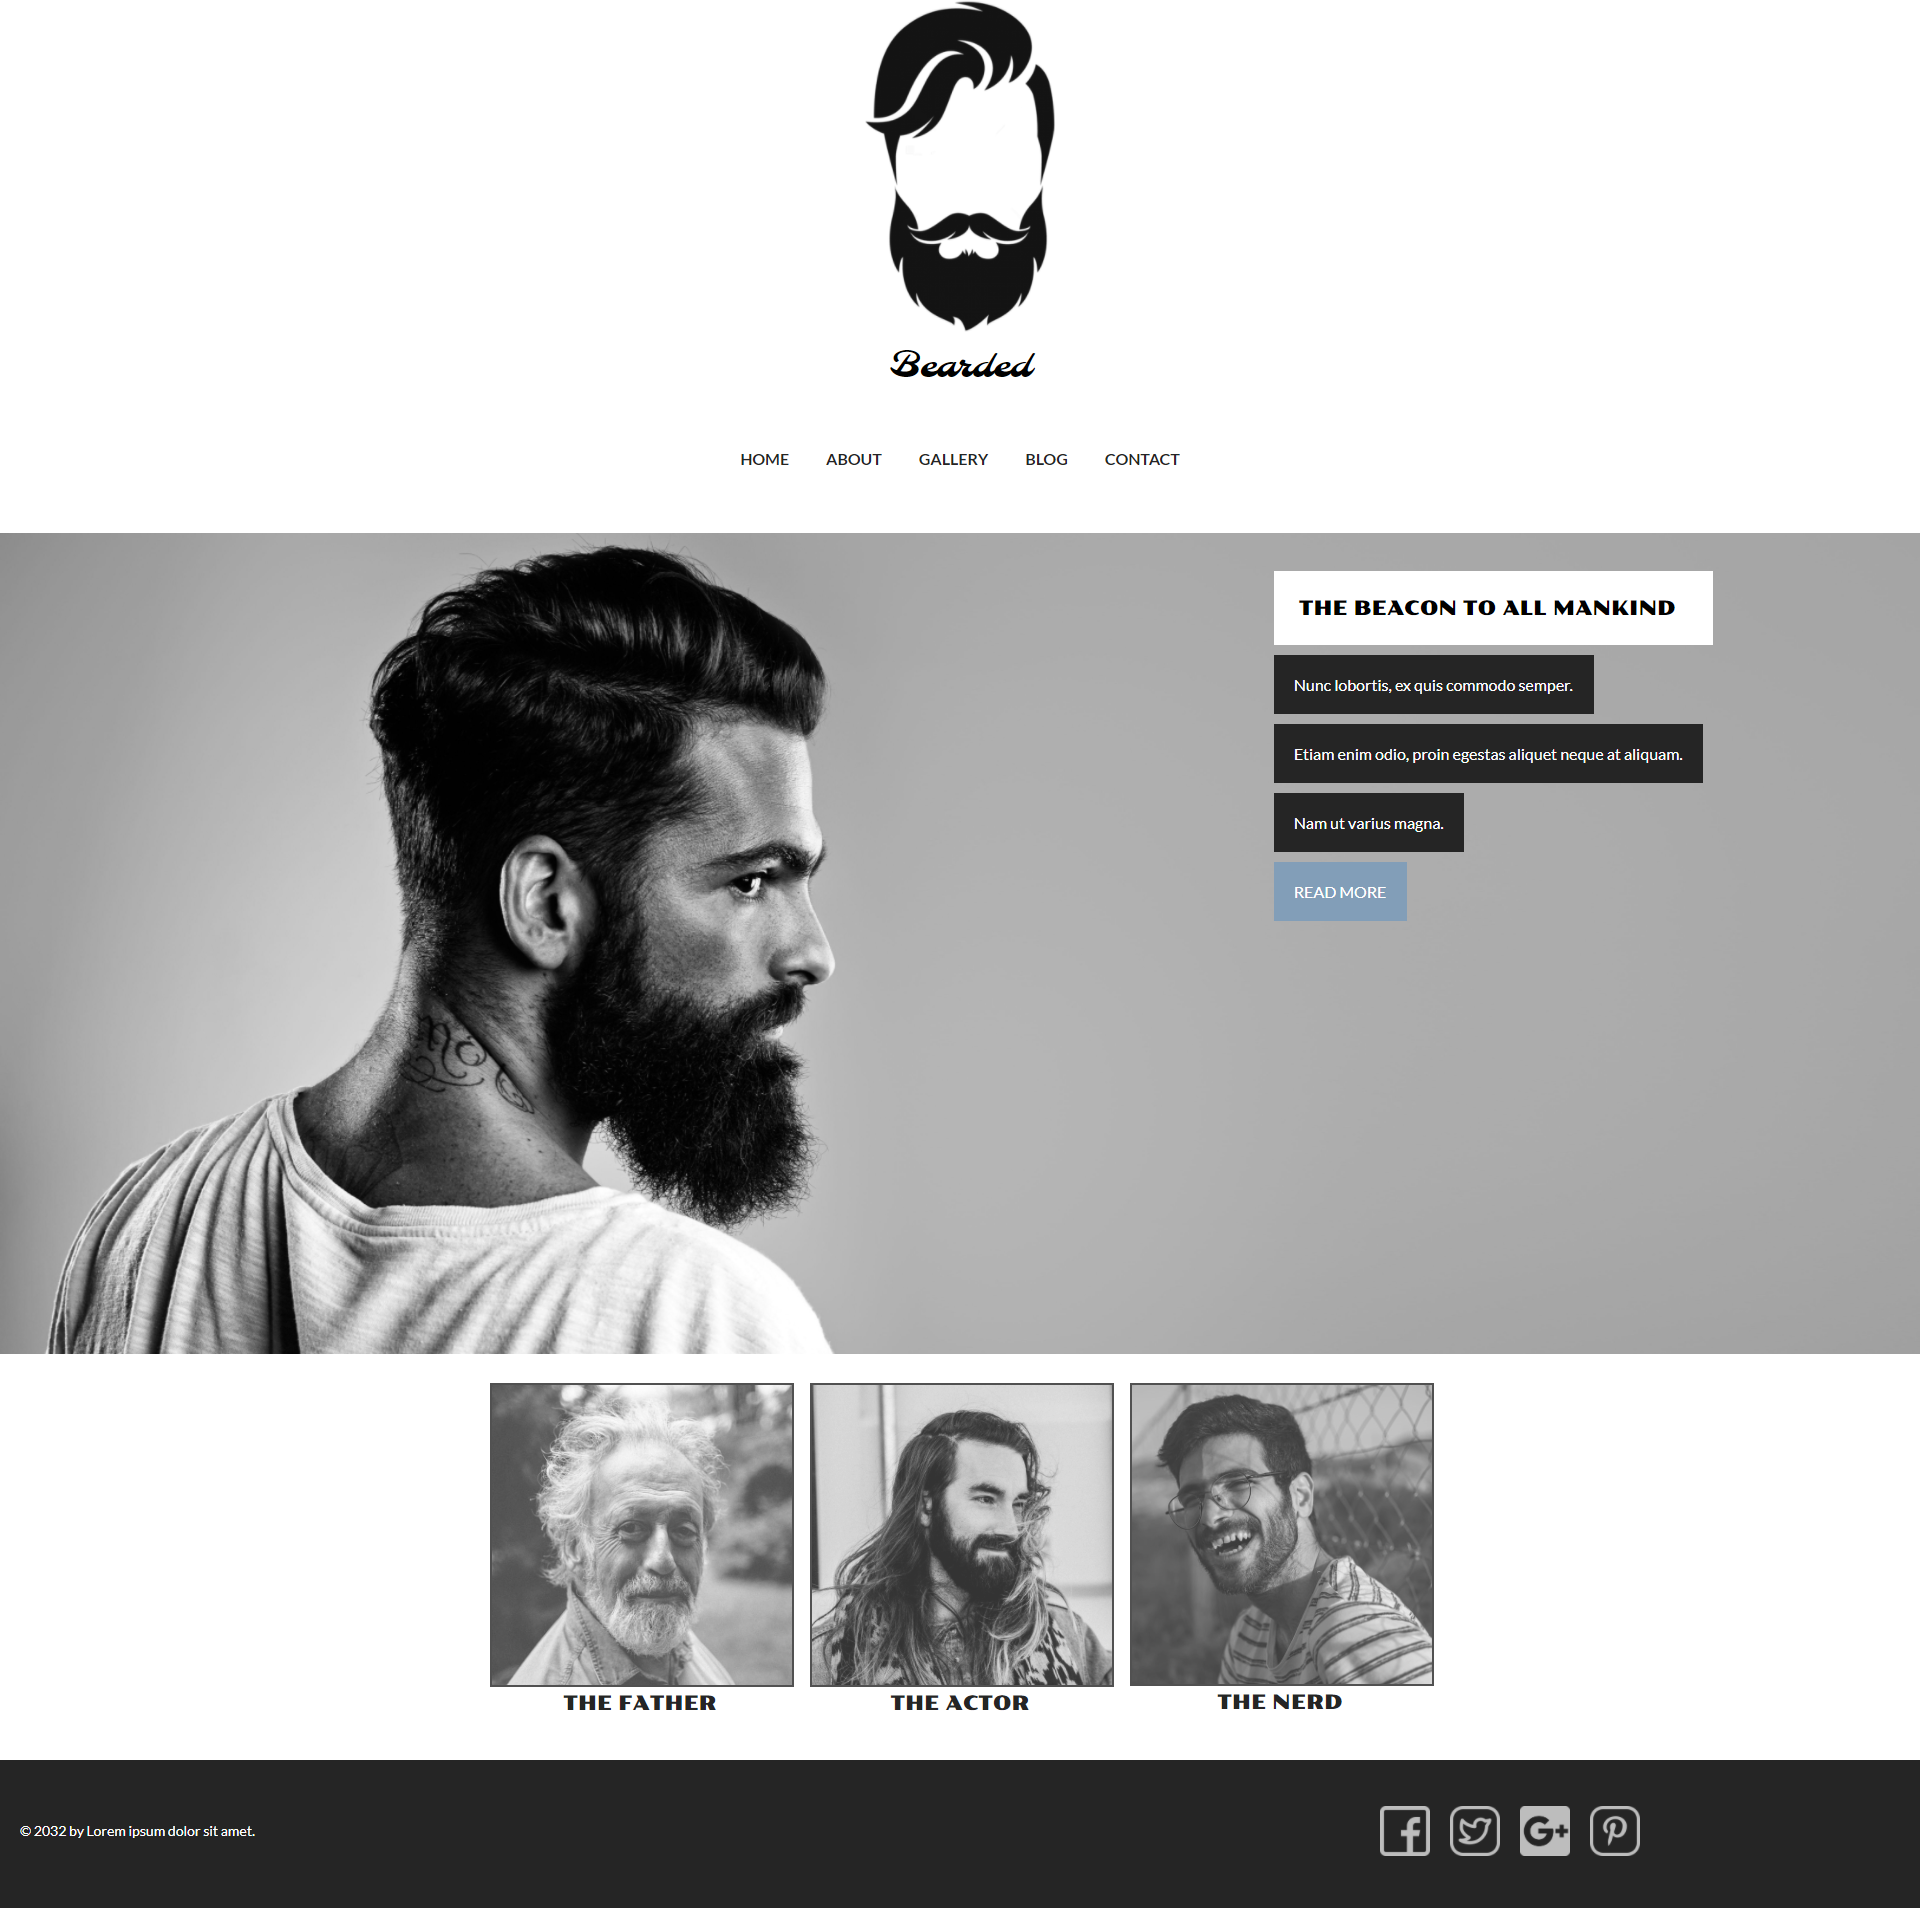 Bearded
HOME ABOUT GALLERY BLOG CONTACT
THE BEACON TO ALL MANKIND
Nunc lobortis, ex quis commodo semper.
Etiam enim odio, proin egestas aliquet neque at aliquam.
Nam ut varius magna.
READ MORE
THE FATHER THE ACTOR THE NERD
© 2032 by Lorem ipsum dolor sit amet.